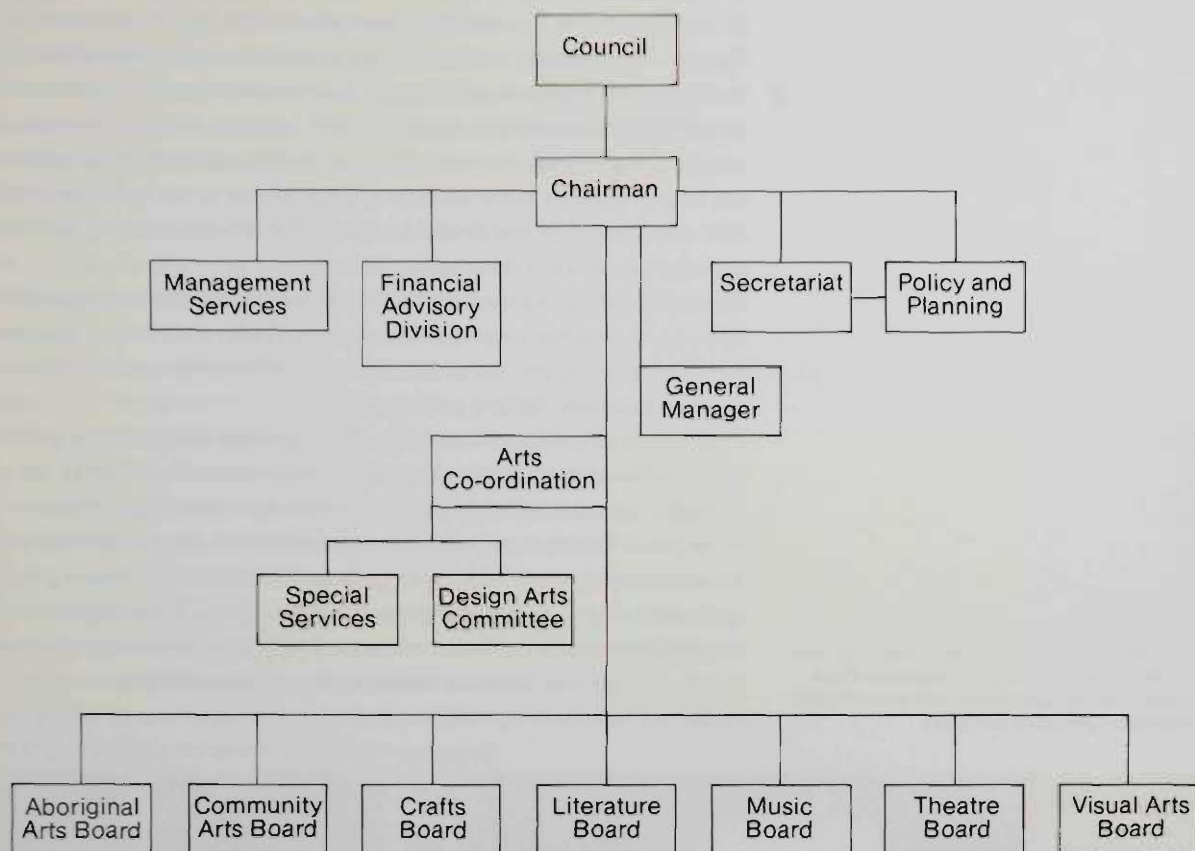 Council
Chairman
Management
Services
Financial
Advisory
Division
Secretariat
Policy and
Planning
General
Manager
Arts
Co-ordination
Special
Services
Design Arts
Committee
Aboriginal
Arts Board
Community
Arts Board
Crafts
Board
Literature
Board
Music
Board
Theatre
Board
Visual Arts
Board